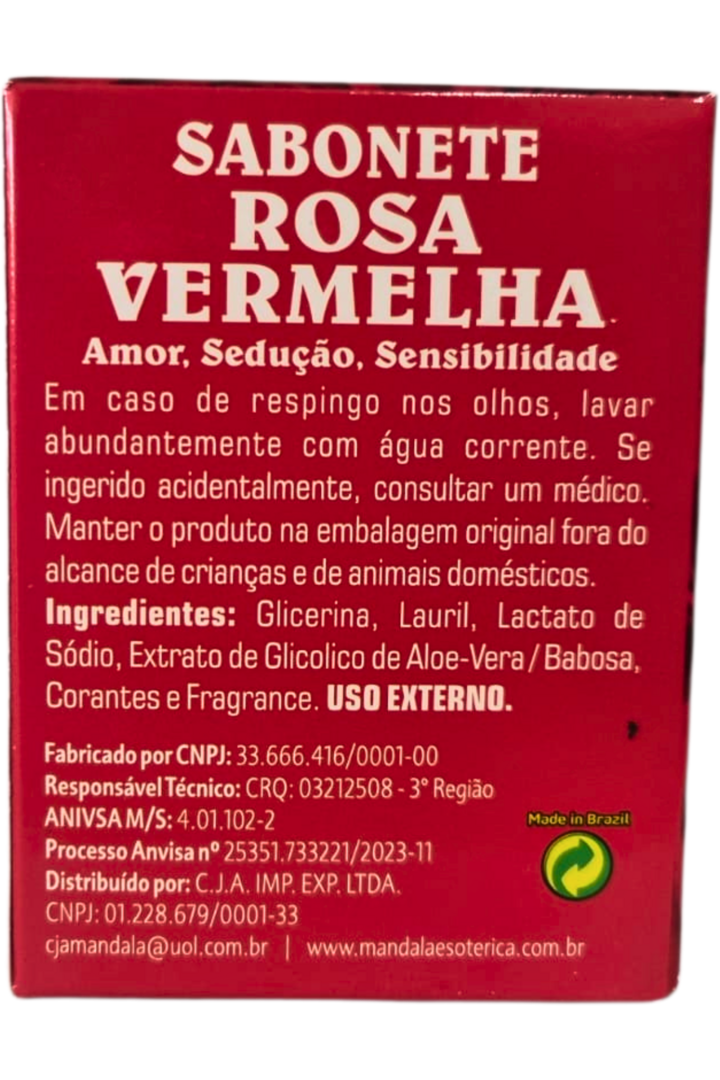 SABONETE
ROSA
VERMELHA
Amor, Sedução, Sensibilidade
Em caso de respingo nos olhos, lavar
abundantemente com água corrente. Se
ingerido acidentalmente, consultar um médico.
Manter o produto na embalagem original fora do
alcance de crianças e de animais domésticos.
Ingredientes: Glicerina, Lauril, Lactato de
Sódio, Extrato de Glicolico de Aloe-Vera / Babosa,
Corantes e Fragrance. USO EXTERNO.
Fabricado por CNPJ: 33.666.416/0001-00
Responsável Técnico: CRQ: 03212508 - 3° Região
ANIVSA M/S: 4.01.102-2
Processo Anvisa nº 25351.733221/2023-11
Distribuído por: C.J.A. IMP. EXP. LTDA.
CNPJ: 01.228.679/0001-33
cjamandala@uol.com.br | www.mandalaesoterica.com.br
Made in Brazil